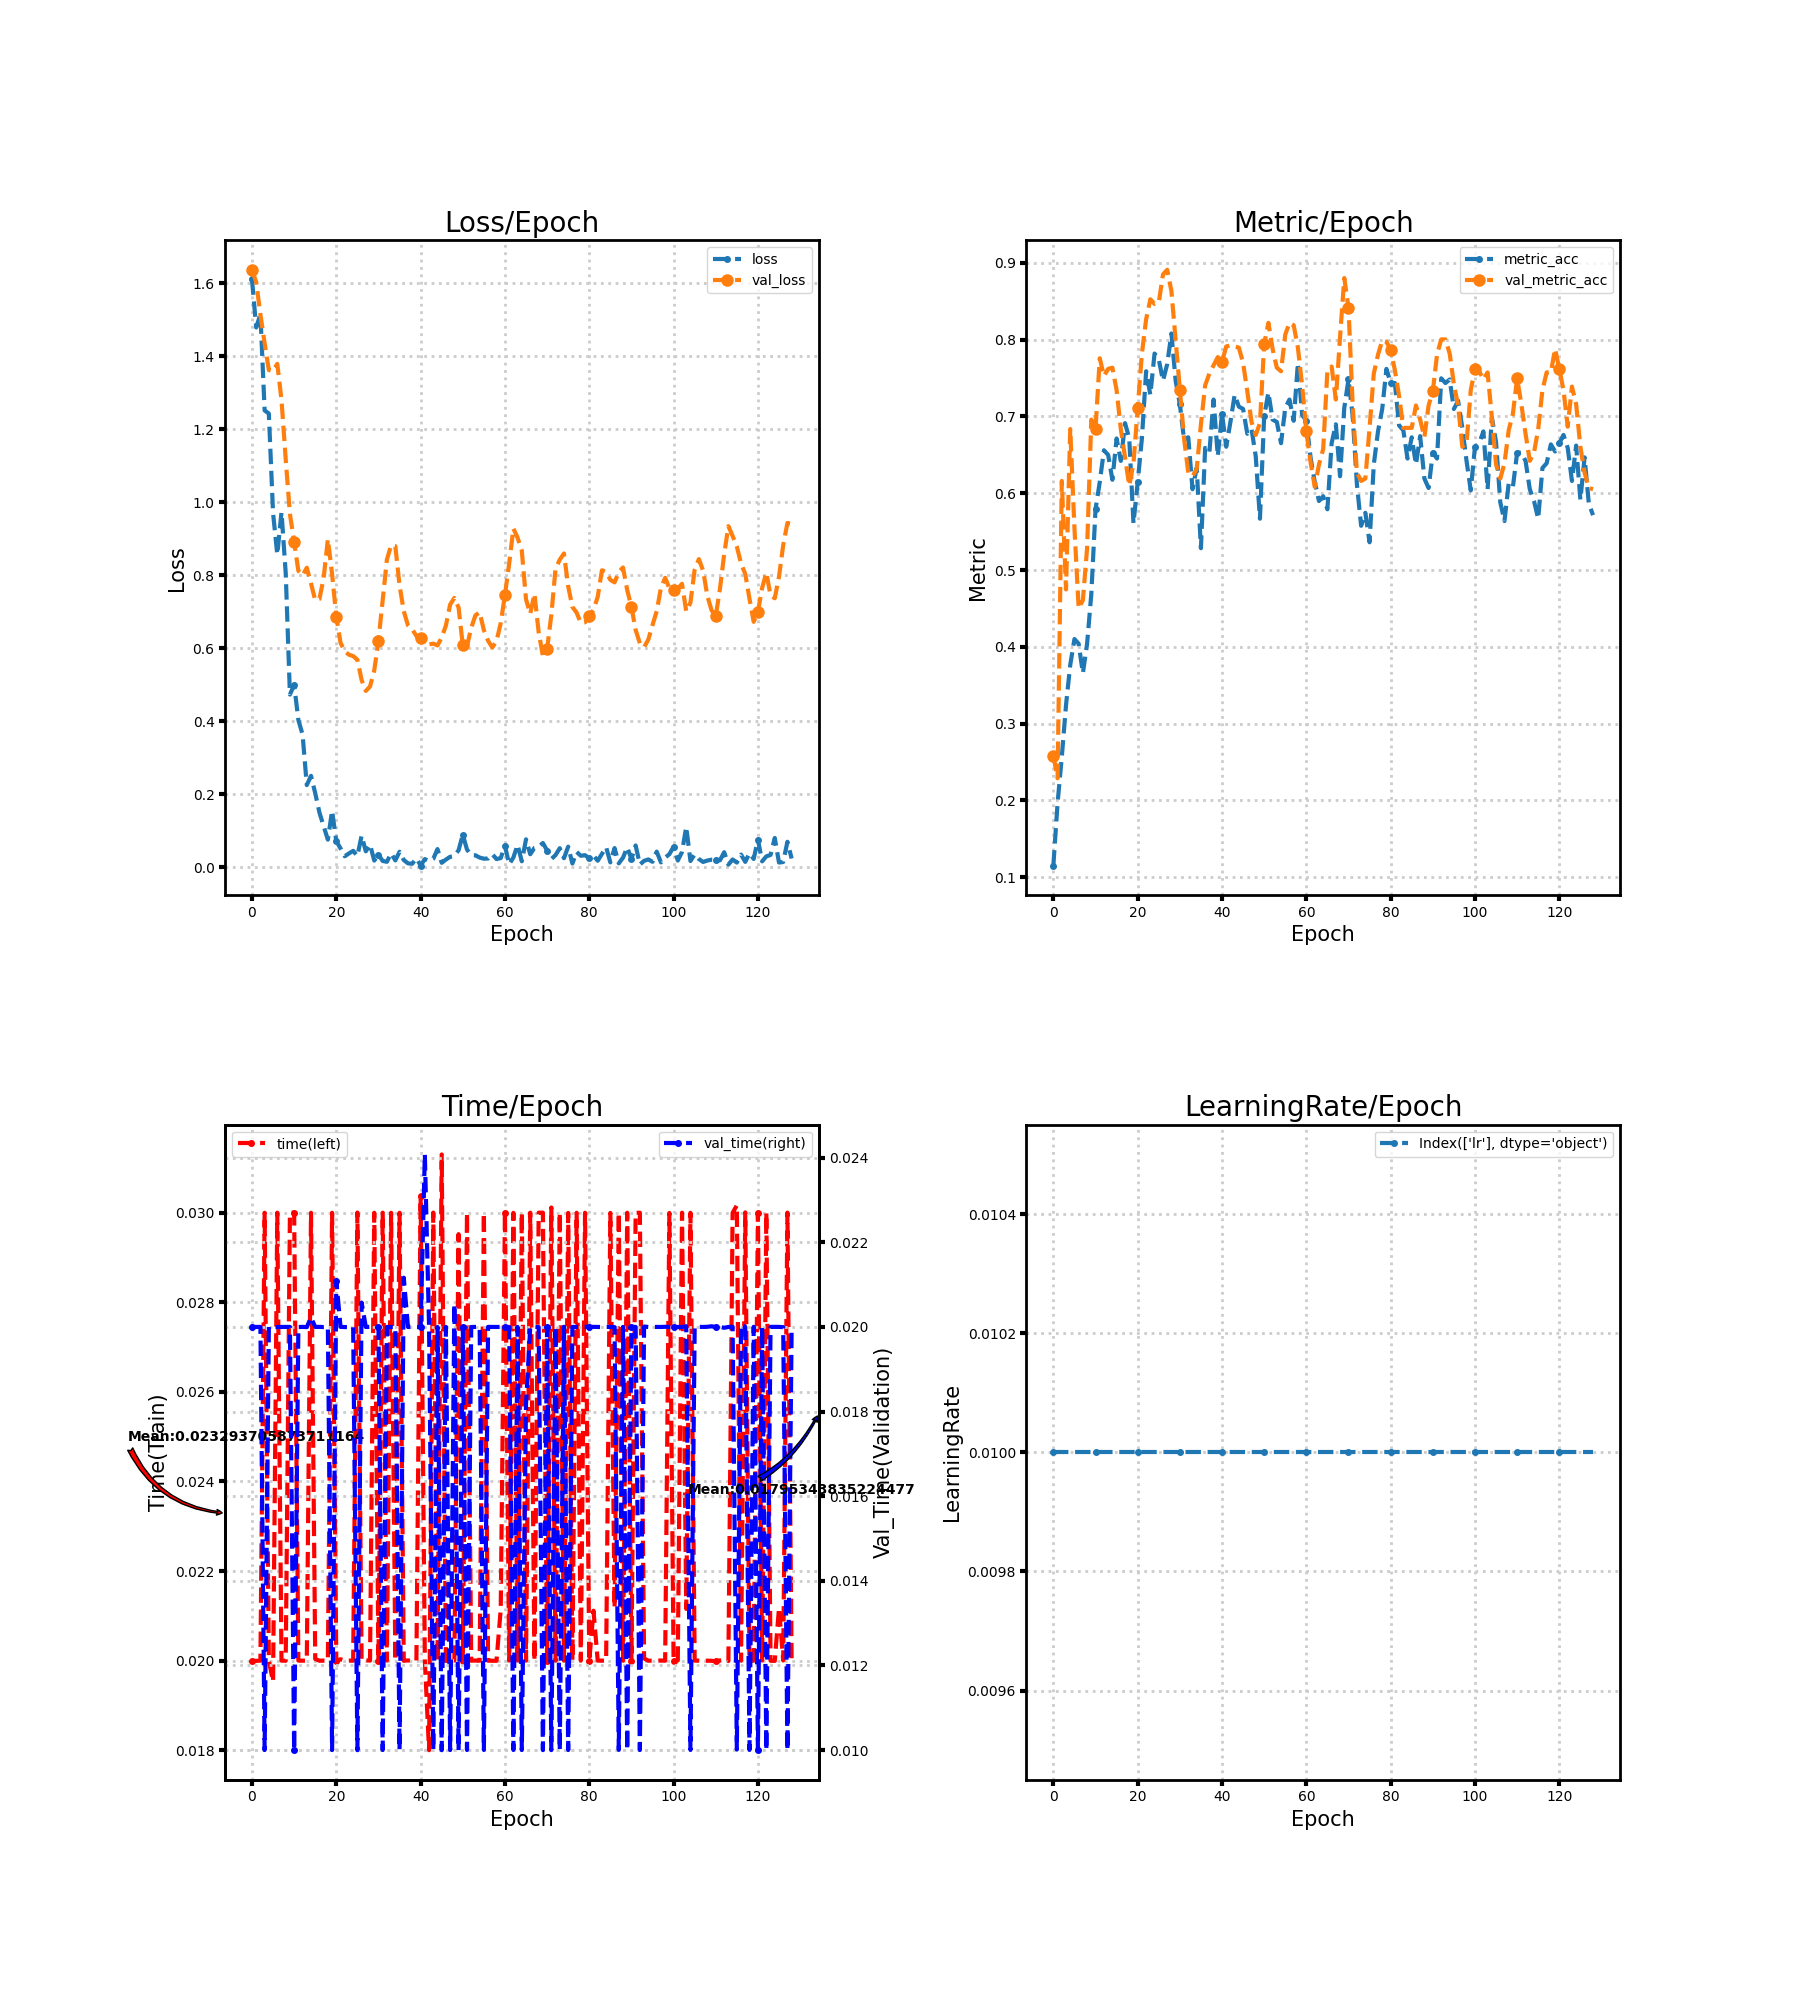 Loss/Epoch
loss
val_loss
1.6
1.4
1.2
1.0
0.8
0.6
0.4
0.2
0.0
Loss
0 20 40 60 80 100 120
Epoch
Metric/Epoch
metric_acc
val_metric_acc
0.9
0.8
0.7
0.6
0.5
0.4
0.3
0.2
0.1
Metric
0 20 40 60 80 100 120
Epoch
Time/Epoch
time(left)
val_time(right)
0.030
0.028
0.026
0.024
0.022
0.020
0.018
Time(Train)
0.024
0.022
0.020
0.018
0.016
0.014
0.012
0.010
Val_Time(Validation)
Mean:0.01795343835224477
0 20 40 60 80 100 120
Epoch
LearningRate/Epoch
Index(['lr'], dtype='object')
0.0104
0.0102
0.0100
0.0098
0.0096
LearningRate
0 20 40 60 80 100 120
Epoch